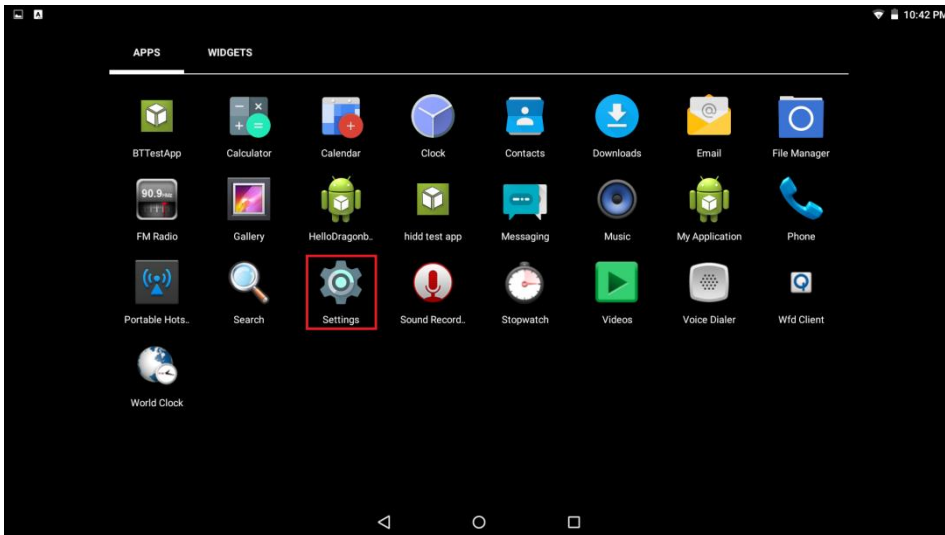 10:42 PM
APPS WIDGETS
BTTestApp Calculator Calendar Clock Contacts Downloads Email File Manager
90.9
FM Radio Gallery HelloDragonb.. hidd test app Messaging Music My Application Phone
Portable Hots.. Search Settings Sound Record.. Stopwatch Videos Voice Dialer Wfd Client
World Clock